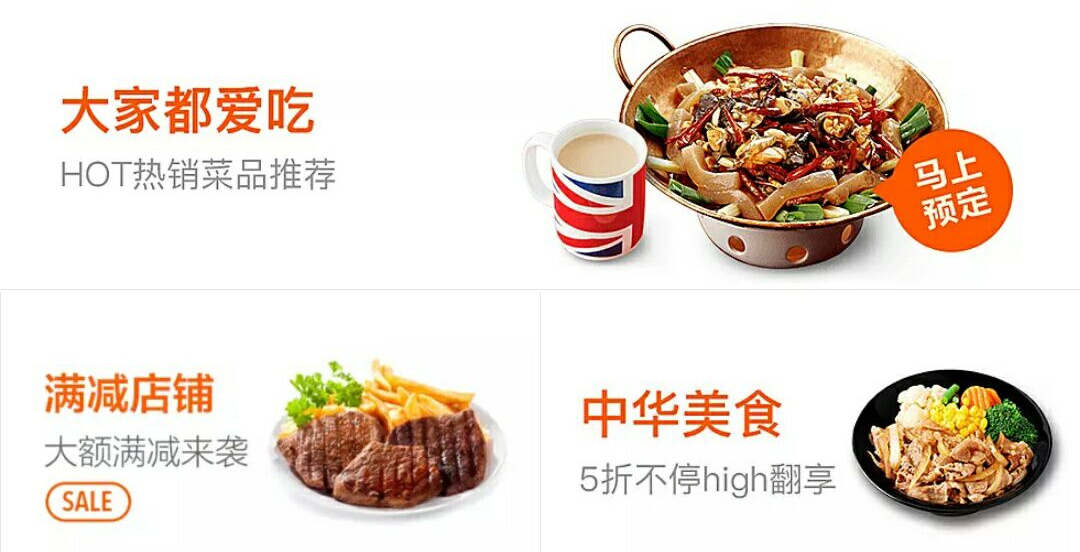 大家都爱吃
HOT热销菜品推荐
马上
预定
满减店铺
大额满减来袭
SALE
中华美食
5折不停high翻享